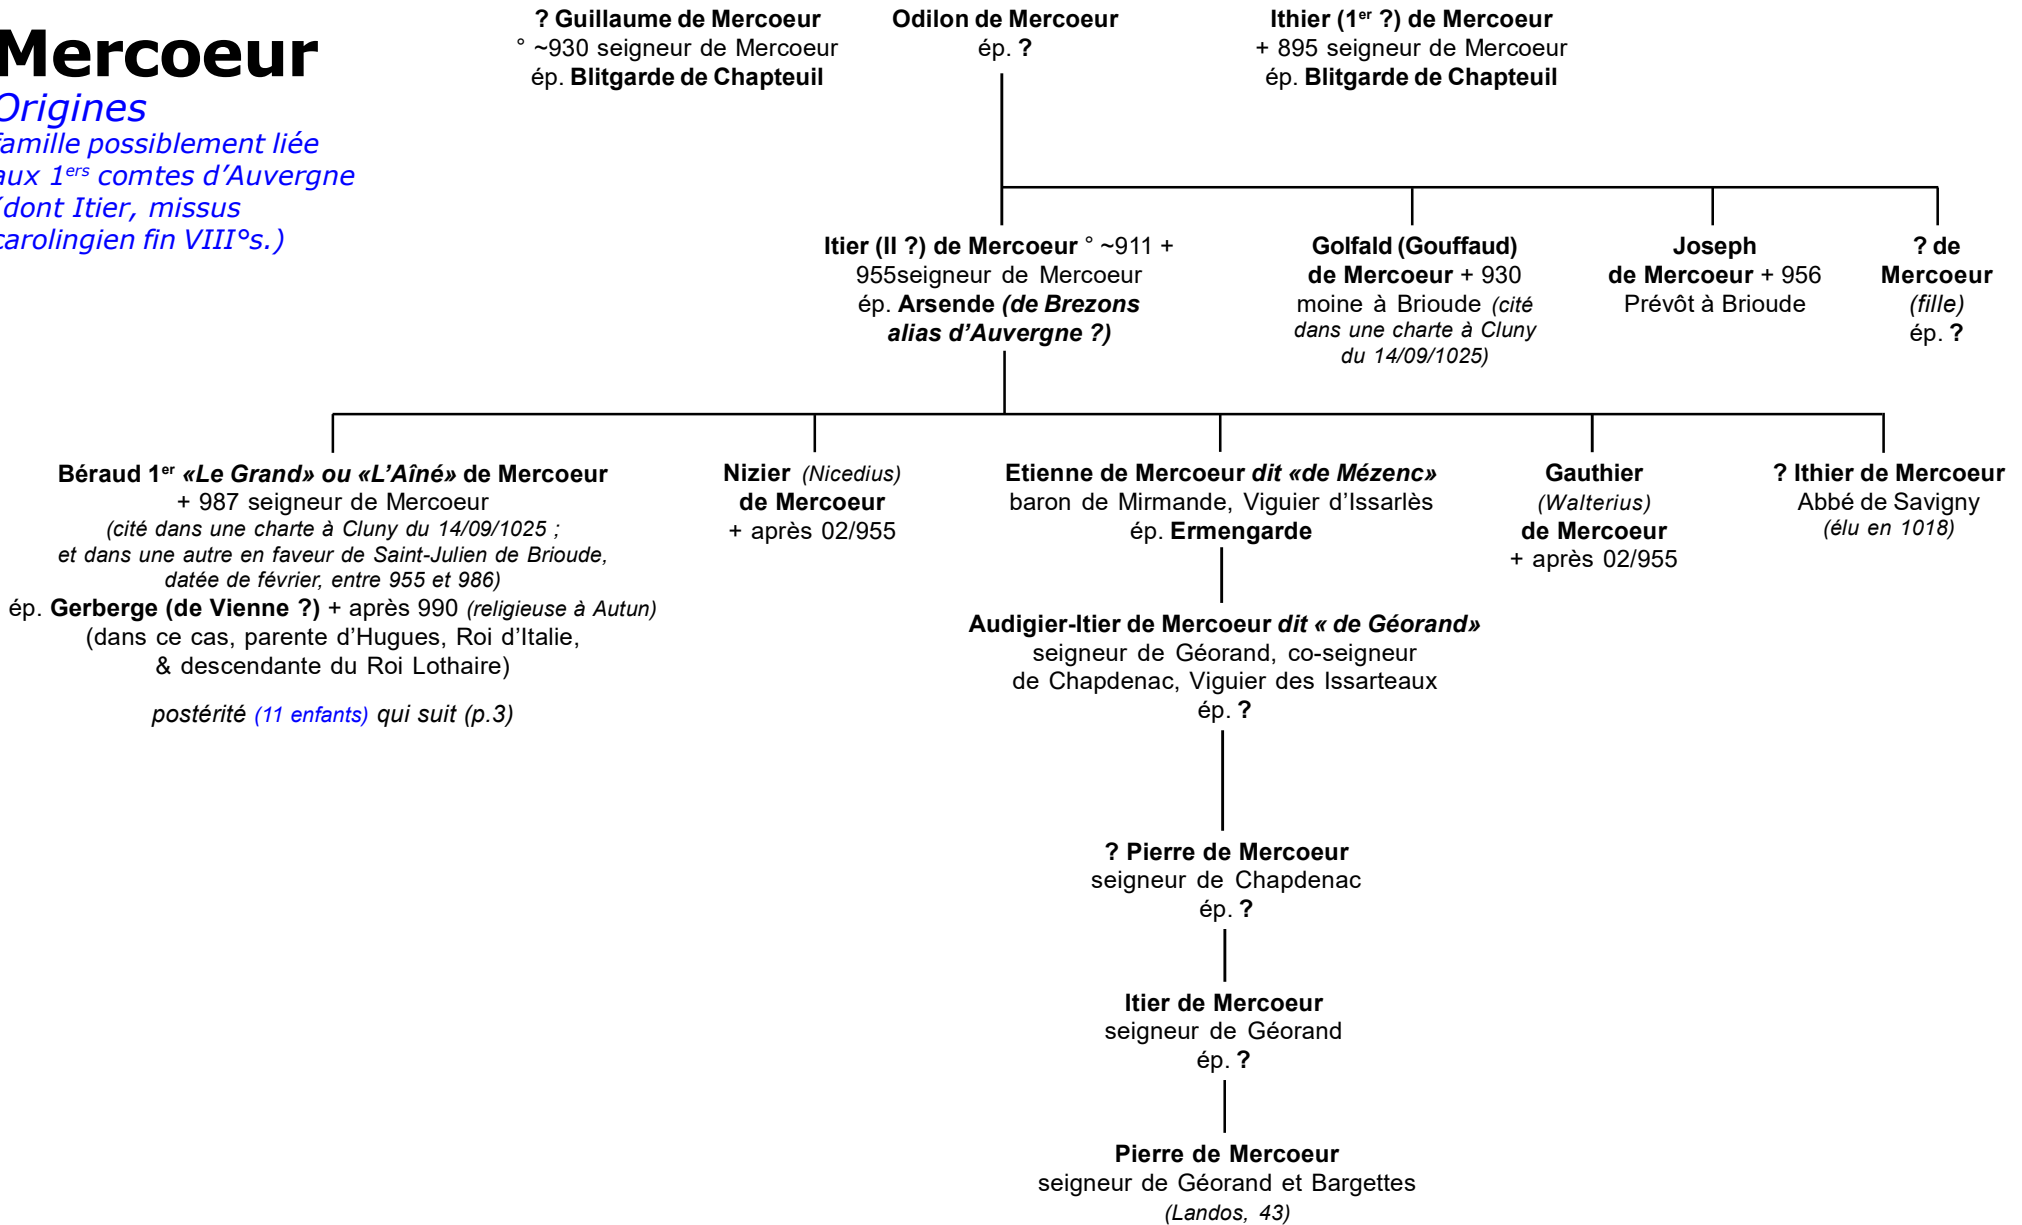 Mercoeur
Origines
famille possiblement liée
aux 1ers comtes d'Auvergne
(dont Itier, missus
carolingien fin VIII°s.)
? Guillaume de Mercoeur
° ~930 seigneur de Mercoeur
ép. Blitgarde de Chapteuil
Odilon de Mercoeur
ép. ?
Ithier (1er ?) de Mercoeur
+ 895 seigneur de Mercoeur
ép. Blitgarde de Chapteuil
Itier (II ?) de Mercoeur ° ~911 +
955seigneur de Mercoeur
ép. Arsende (de Brezons
alias d'Auvergne ?)
Golfald (Gouffaud)
de Mercoeur + 930
moine à Brioude (cité
dans une charte à Cluny
du 14/09/1025)
Joseph
de Mercoeur + 956
Prévôt à Brioude
? de
Mercoeur
(fille)
ép. ?
Béraud 1er «Le Grand» ou «L'Aîné» de Mercoeur
+ 987 seigneur de Mercoeur
(cité dans une charte à Cluny du 14/09/1025 ;
et dans une autre en faveur de Saint-Julien de Brioude,
datée de février, entre 955 et 986)
ép. Gerberge (de Vienne ?) + après 990 (religieuse à Autun)
(dans ce cas, parente d'Hugues, Roi d'Italie,
& descendante du Roi Lothaire)
postérité (11 enfants) qui suit (p.3)
Nizier (Nicedius)
de Mercoeur
+ après 02/955
Etienne de Mercoeur dit «de Mézenc»
baron de Mirmande, Viguier d'Issarlès
ép. Ermengarde
Gauthier
(Walterius)
de Mercoeur
+ après 02/955
? Ithier de Mercoeur
Abbé de Savigny
(élu en 1018)
Audigier-Itier de Mercoeur dit « de Géorand»
seigneur de Géorand, co-seigneur
de Chapdenac, Viguier des Issarteaux
ép. ?
? Pierre de Mercoeur
seigneur de Chapdenac
ép. ?
Itier de Mercoeur
seigneur de Géorand
ép. ?
Pierre de Mercoeur
seigneur de Géorand et Bargettes
(Landos, 43)